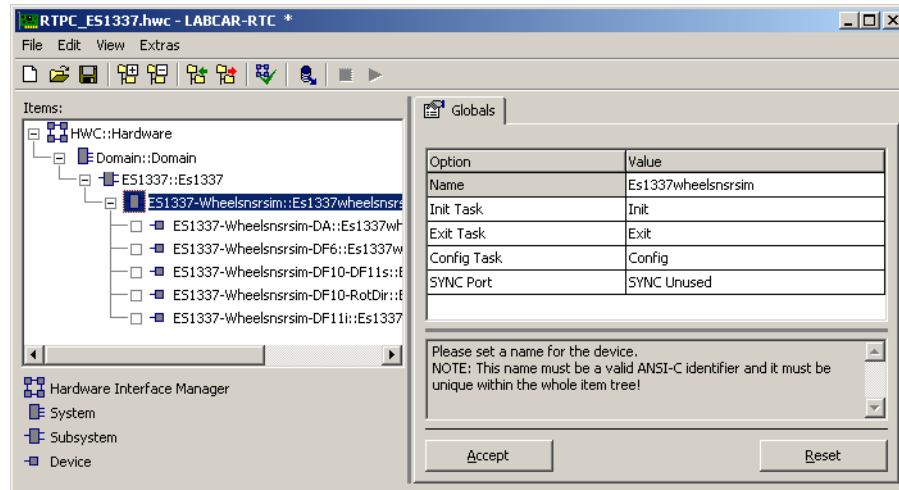 RTPC_ES1337.hwc - LABCAR-RTC *
File Edit View Extras
Items:
HWC::Hardware
Domain::Domain
ES1337::Es1337
ES1337-Wheelsnsrsim::Es1337wheelsnsrs
ES1337-Wheelsnsrsim-DA::Es1337wh
ES1337-Wheelsnsrsim-DF6::Es1337w
ES1337-Wheelsnsrsim-DF10-DF11s::E
ES1337-Wheelsnsrsim-DF10-RotDir::E
ES1337-Wheelsnsrsim-DF11i::Es1337
Hardware Interface Manager
System
Subsystem
Device
Globals
Option Value
Name Es1337wheelsnsrsim
Init Task Init
Exit Task Exit
Config Task Config
SYNC Port SYNC Unused
Please set a name for the device.
NOTE: This name must be a valid ANSI-C identifier and it must be
unique within the whole item tree!
Accept Reset